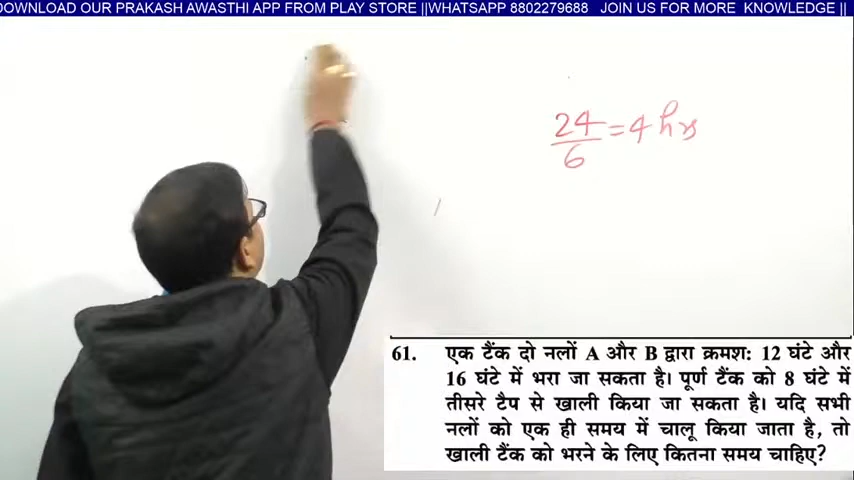 DOWNLOAD OUR PRAKASH AWASTHI APP FROM PLAY STORE ||WHATSAPP 8802279688 JOIN US FOR MORE KNOWLEDGE ||
24/6 = 4 hrs
61. एक टैंक दो नलों A और B द्वारा क्रमश: 12 घंटे और
16 घंटे में भरा जा सकता है। पूर्ण टैंक को 8 घंटे में
तीसरे टैप से खाली किया जा सकता है। यदि सभी
नलों को एक ही समय में चालू किया जाता है, तो
खाली टैंक को भरने के लिए कितना समय चाहिए?